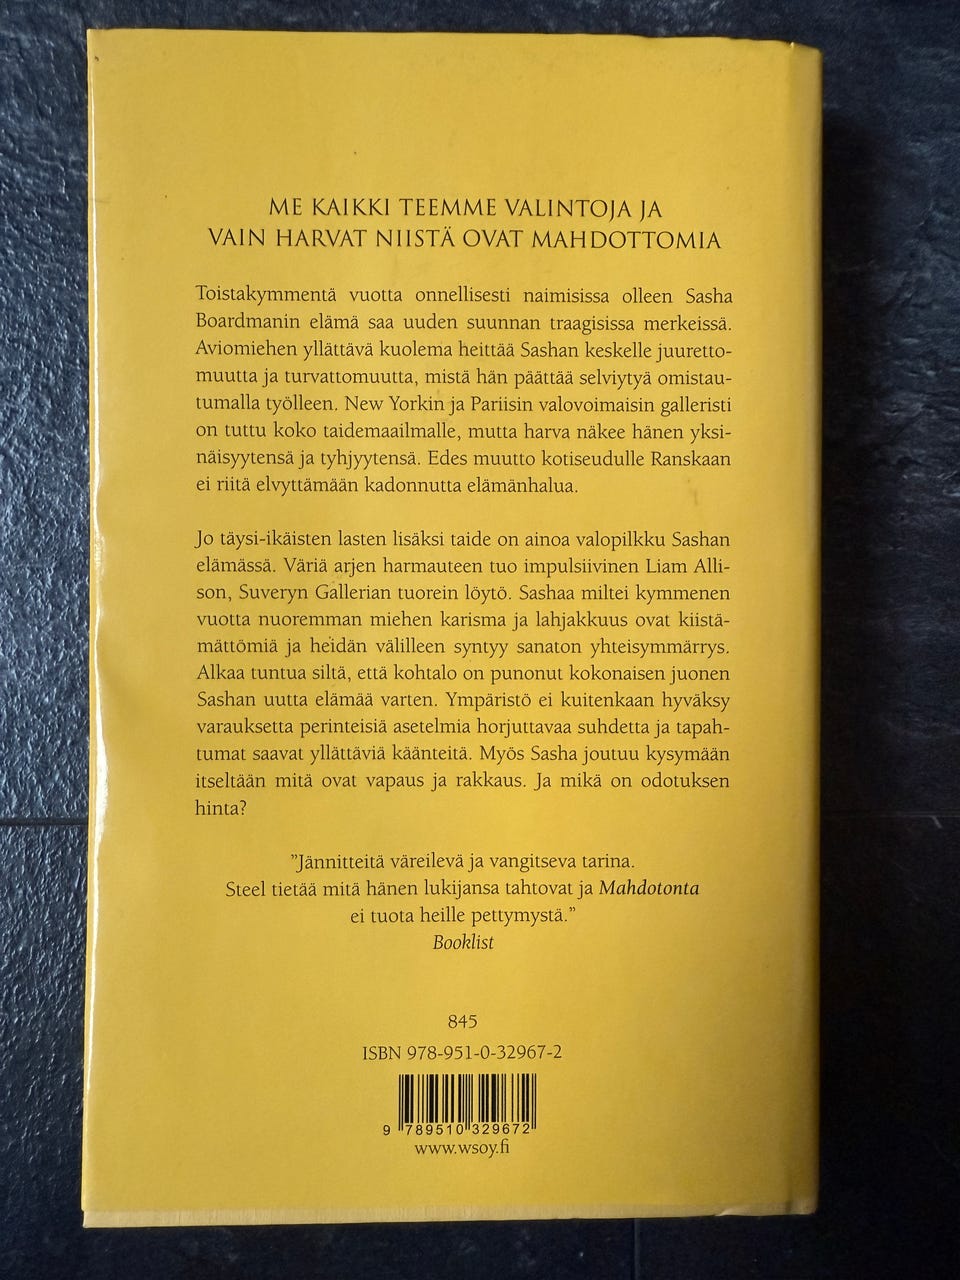 ME KAIKKI TEEMME VALINTOJA JA
VAIN HARVAT NIISTÄ OVAT MAHDOTTOMIA
Toistakymmentä vuotta onnellisesti naimisissa olleen Sasha
Boardmanin elämä saa uuden suunnan traagisissa merkeissä.
Aviomiehen yllättävä kuolema heittää Sashan keskelle juuretto-
muutta ja turvattomuutta, mistä hän päättää selviytyä omistau-
tumalla työlleen. New Yorkin ja Pariisin valovoimaisin galleristi
on tuttu koko taidemaailmalle, mutta harva näkee hänen yksi-
näisyytensä ja tyhjyytensä. Edes muutto kotiseudulle Ranskaan
ei riitä elvyttämään kadonnutta elämänhalua.
Jo täysi-ikäisten lasten lisäksi taide on ainoa valopilkku Sashan
elämässä. Väriä arjen harmauteen tuo impulsiivinen Liam Alli-
son, Suveryn Gallerian tuorein löytö. Sashaa miltei kymmenen
vuotta nuoremman miehen karisma ja lahjakkuus ovat kiistä-
mättömiä ja heidän välilleen syntyy sanaton yhteisymmärrys.
Alkaa tuntua siltä, että kohtalo on punonut kokonaisen juonen
Sashan uutta elämää varten. Ympäristö ei kuitenkaan hyväksy
varauksetta perinteisiä asetelmia horjuttavaa suhdetta ja tapah-
tumat saavat yllättäviä käänteitä. Myös Sasha joutuu kysymään
itseltään mitä ovat vapaus ja rakkaus. Ja mikä on odotuksen
hinta?
”Jännitteitä väreilevä ja vangitseva tarina.
Steel tietää mitä hänen lukijansa tahtovat ja Mahdotonta
ei tuota heille pettymystä.”
Booklist
845
ISBN 978-951-0-32967-2
9 789510 329672
www.wsoy.fi